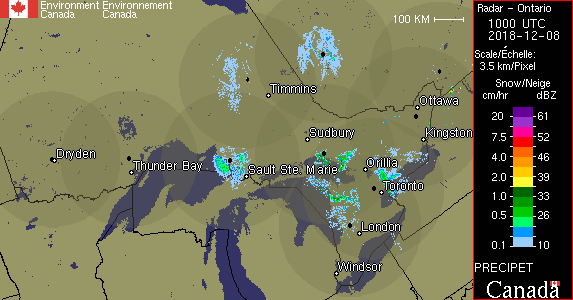 Environment Environnement
Canada Canada
100 KM
Timmins
Ottawa
Sudbury
Kingston
Dryden
Thunder Bay
Sault Ste. Marie
Orillia
Toronto
London
Windsor
Radar - Ontario
1000 UTC
2018-12-08
Scale/Échelle:
3.5 km/Pixel
Snow/Neige
cm/hr dBZ
20 61
7.5 52
4.0 46
2.0 39
1.0 33
0.5 26
0.1 10
PRECIPET
Canada